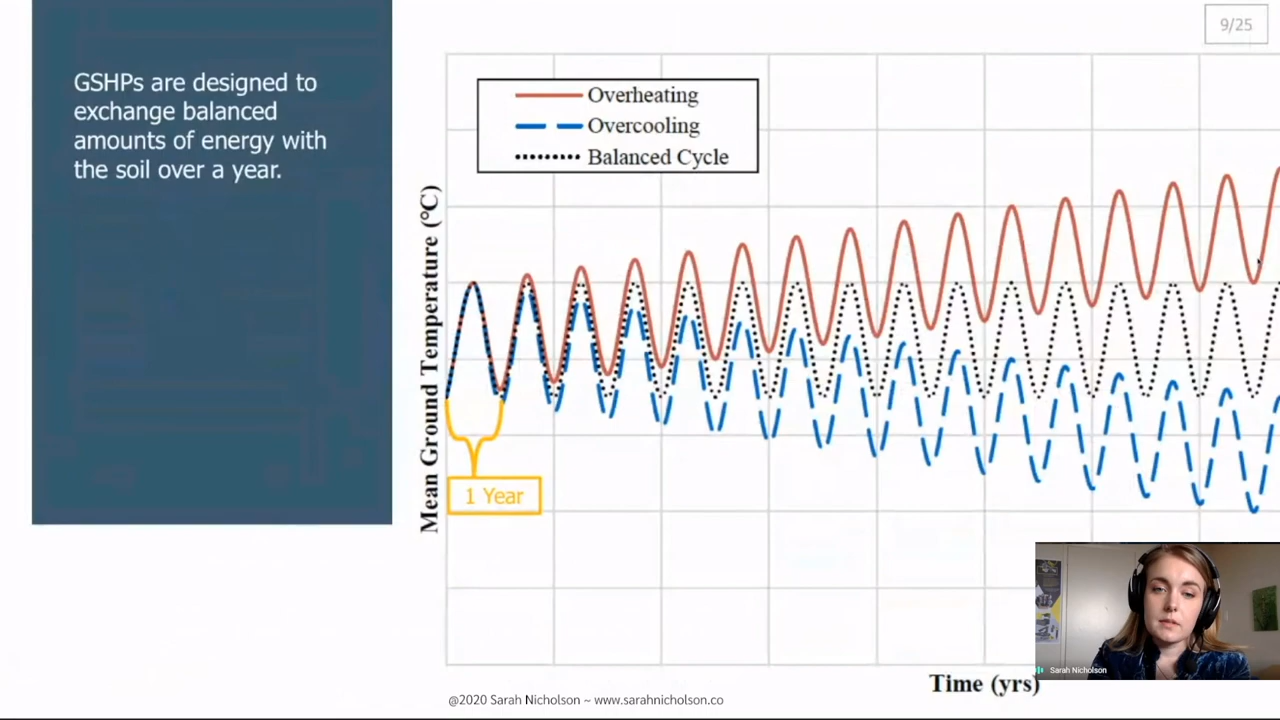 9/25
GSHPs are designed to
exchange balanced
amounts of energy with
the soil over a year.
Overheating
Overcooling
Balanced Cycle
Mean Ground Temperature (°C)
1 Year
Sarah Nicholson
Time (yrs)
@2020 Sarah Nicholson ~ www.sarahnicholson.co